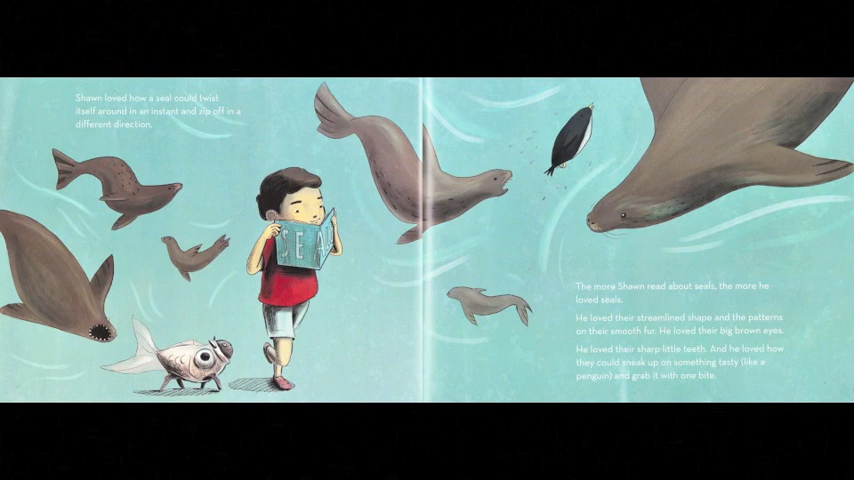 Shawn loved how a seal could twist
itself around in an instant and zip off in a
different direction.
SEA
The more Shawn read about seals, the more he
loved seals.
He loved their streamlined shape and the patterns
on their smooth fur. He loved their big brown eyes.
He loved their sharp little teeth. And he loved how
they could sneak up on something tasty (like a
penguin) and grab it with one bite.